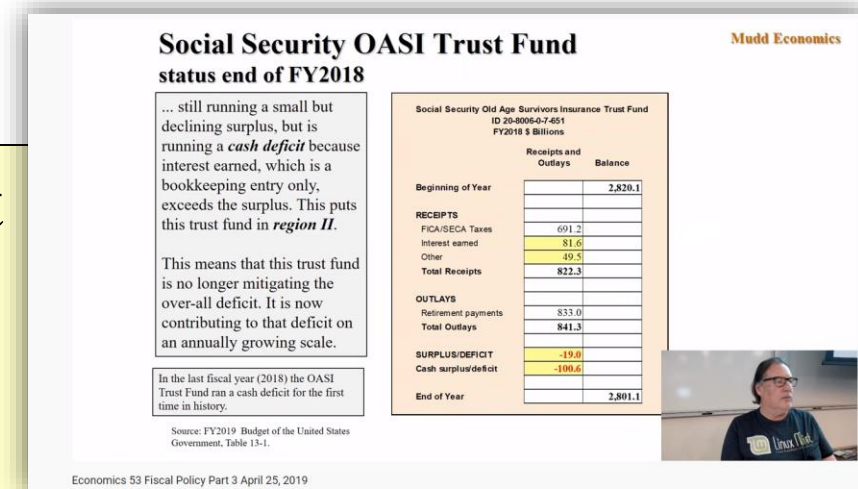 Social Security OASI Trust Fund
status end of FY2018
Mudd Economics
... still running a small but
declining surplus, but is
running a cash deficit because
interest earned, which is a
bookkeeping entry only,
exceeds the surplus. This puts
this trust fund in region II.
This means that this trust fund
is no longer mitigating the
over-all deficit. It is now
contributing to that deficit on
an annually growing scale.
In the last fiscal year (2018) the OASI
Trust Fund ran a cash deficit for the first
time in history.
Source: FY2019 Budget of the United States
Government, Table 13-1.
Social Security Old Age Survivors Insurance Trust Fund
ID 20-8006-0-7-651
FY2018 $ Billions
Receipts and
Outlays Balance
Beginning of Year 2,820.1
RECEIPTS
FICA/SECA Taxes 691.2
Interest earned 81.6
Other 49.5
Total Receipts 822.3
OUTLAYS
Retirement payments 833.0
Total Outlays 841.3
SURPLUS/DEFICIT -19.0
Cash surplus/deficit -100.6
End of Year 2,801.1
Linux
Economics 53 Fiscal Policy Part 3 April 25, 2019